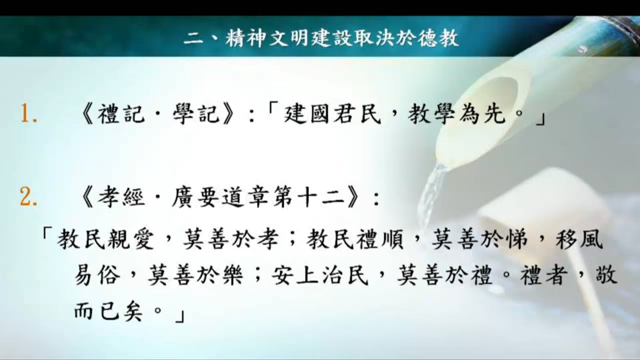 二、精神文明建設取決於德教
1. 《禮記．學記》:「建國君民，教學為先。」
2. 《孝經．廣要道章第十二》:
「教民親愛，莫善於孝；教民禮順，莫善於悌，移風
易俗，莫善於樂；安上治民，莫善於禮。禮者，敬
而已矣。」